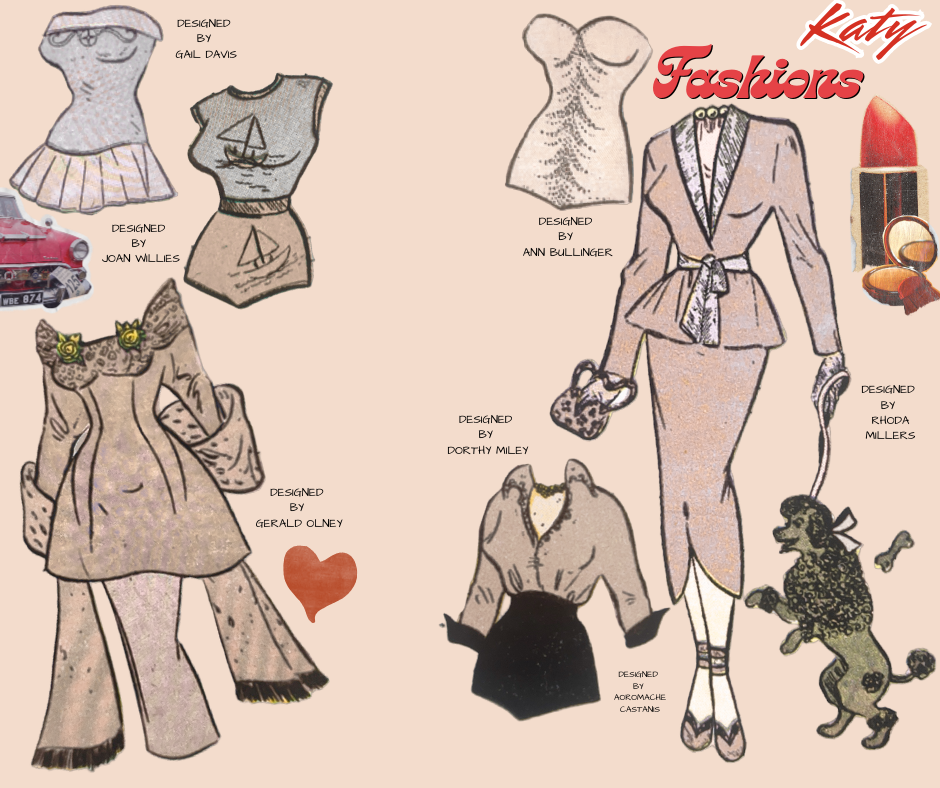 Katy
Fashions
DESIGNED
BY
GAIL DAVIS
DESIGNED
BY
JOAN WILLIES
WBE 874
DESIGNED
BY
GERALD OLNEY
DESIGNED
BY
ANN BULLINGER
DESIGNED
BY
RHODA
MILLERS
DESIGNED
BY
DORTHY MILEY
DESIGNED
BY
AOROMACHE
CASTANIS